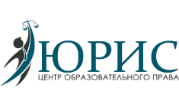 ЮРИС
ЦЕНТР ОБРАЗОВАТЕЛЬНОГО ПРАВА